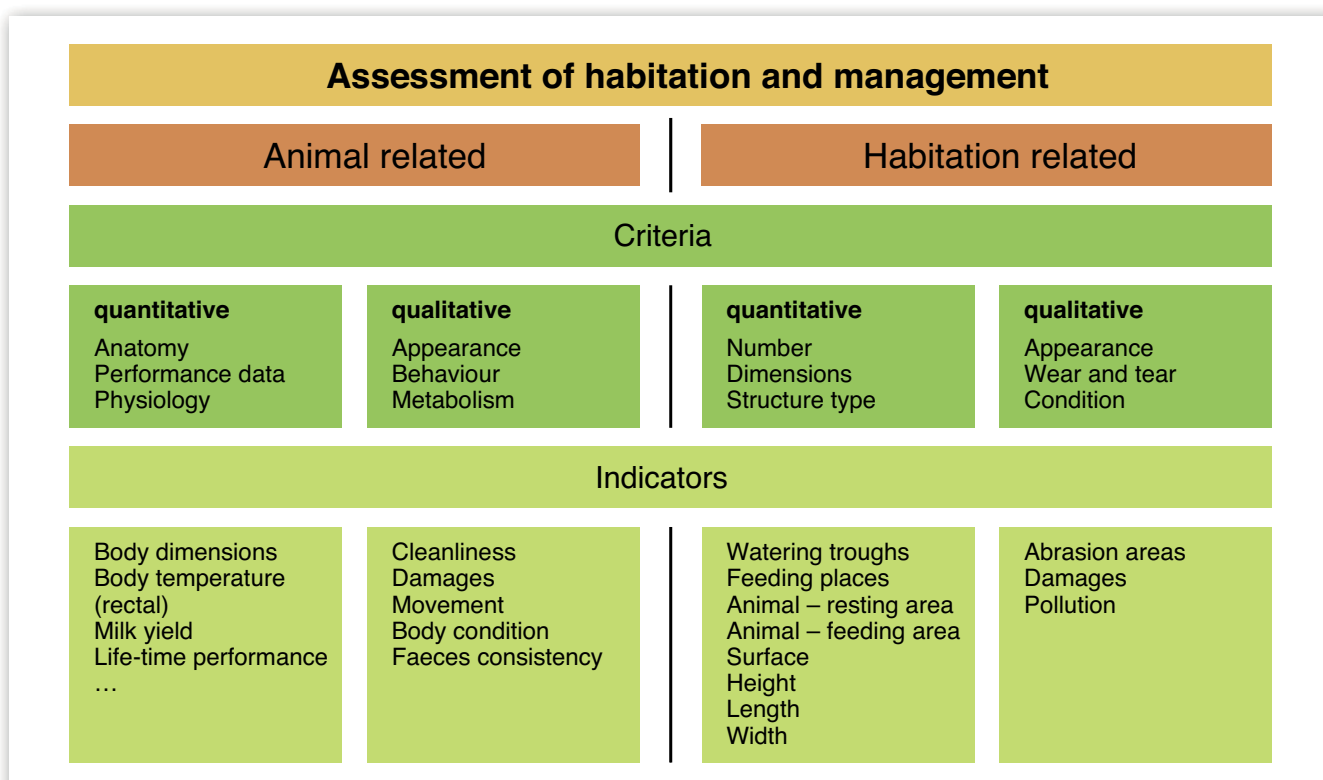 Assessment of habitation and management
Animal related
Habitation related
Criteria
quantitative
Anatomy
Performance data
Physiology
qualitative
Appearance
Behaviour
Metabolism
quantitative
Number
Dimensions
Structure type
qualitative
Appearance
Wear and tear
Condition
Indicators
Body dimensions
Body temperature
(rectal)
Milk yield
Life-time performance
…
Cleanliness
Damages
Movement
Body condition
Faeces consistency
Watering troughs
Feeding places
Animal – resting area
Animal – feeding area
Surface
Height
Length
Width
Abrasion areas
Damages
Pollution